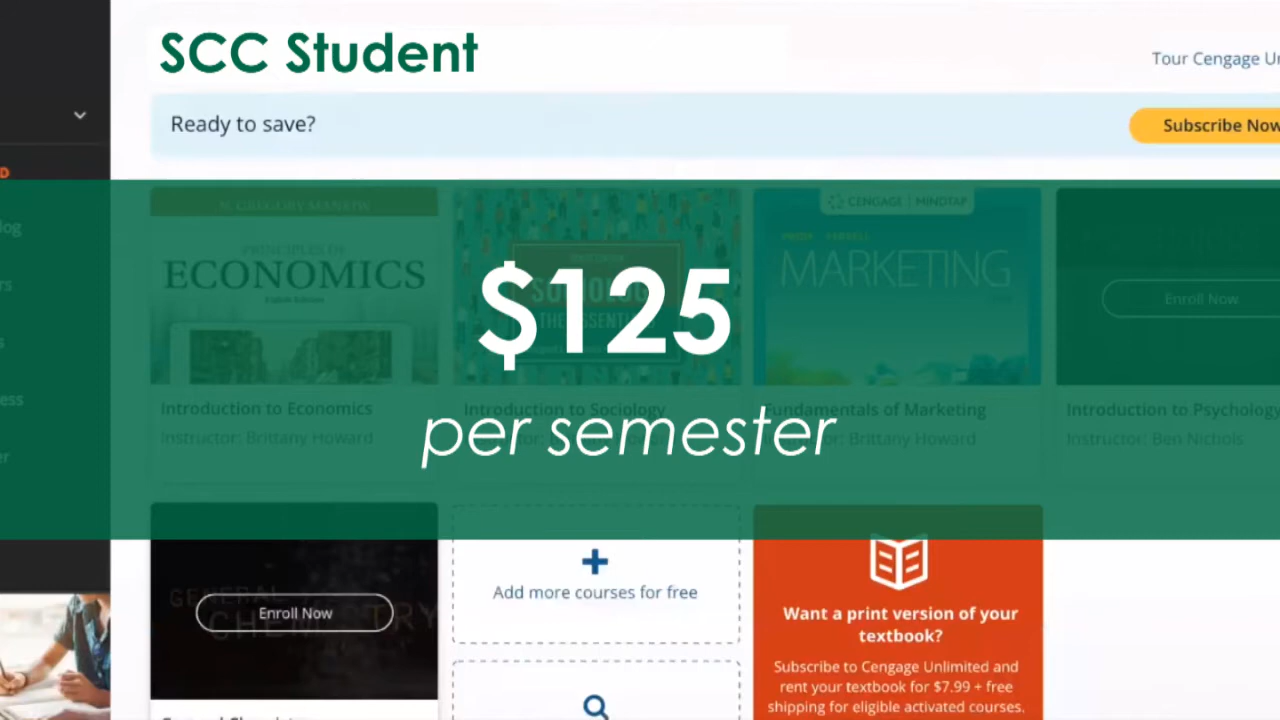 SCC Student
Tour Cengage
Ready to save?
Subscribe Now
N. GREGORY MANKIW
PRINCIPLES OF
ECONOMICS
CENGAGE | MINDTAP
MARKETING
Enroll Now
$125
per semester
Introduction to Economics
Introduction to Sociology
Fundamentals of Marketing
Introduction to Psychology
Instructor: Brittany Howard
Instructor: Brittany Howard
Instructor: Ben Nichols
GENERAL
CHEMISTRY
Enroll Now
Add more courses for free
Want a print version of your
textbook?
Subscribe to Cengage Unlimited and
rent your textbook for $7.99 + free
shipping for eligible activated courses.